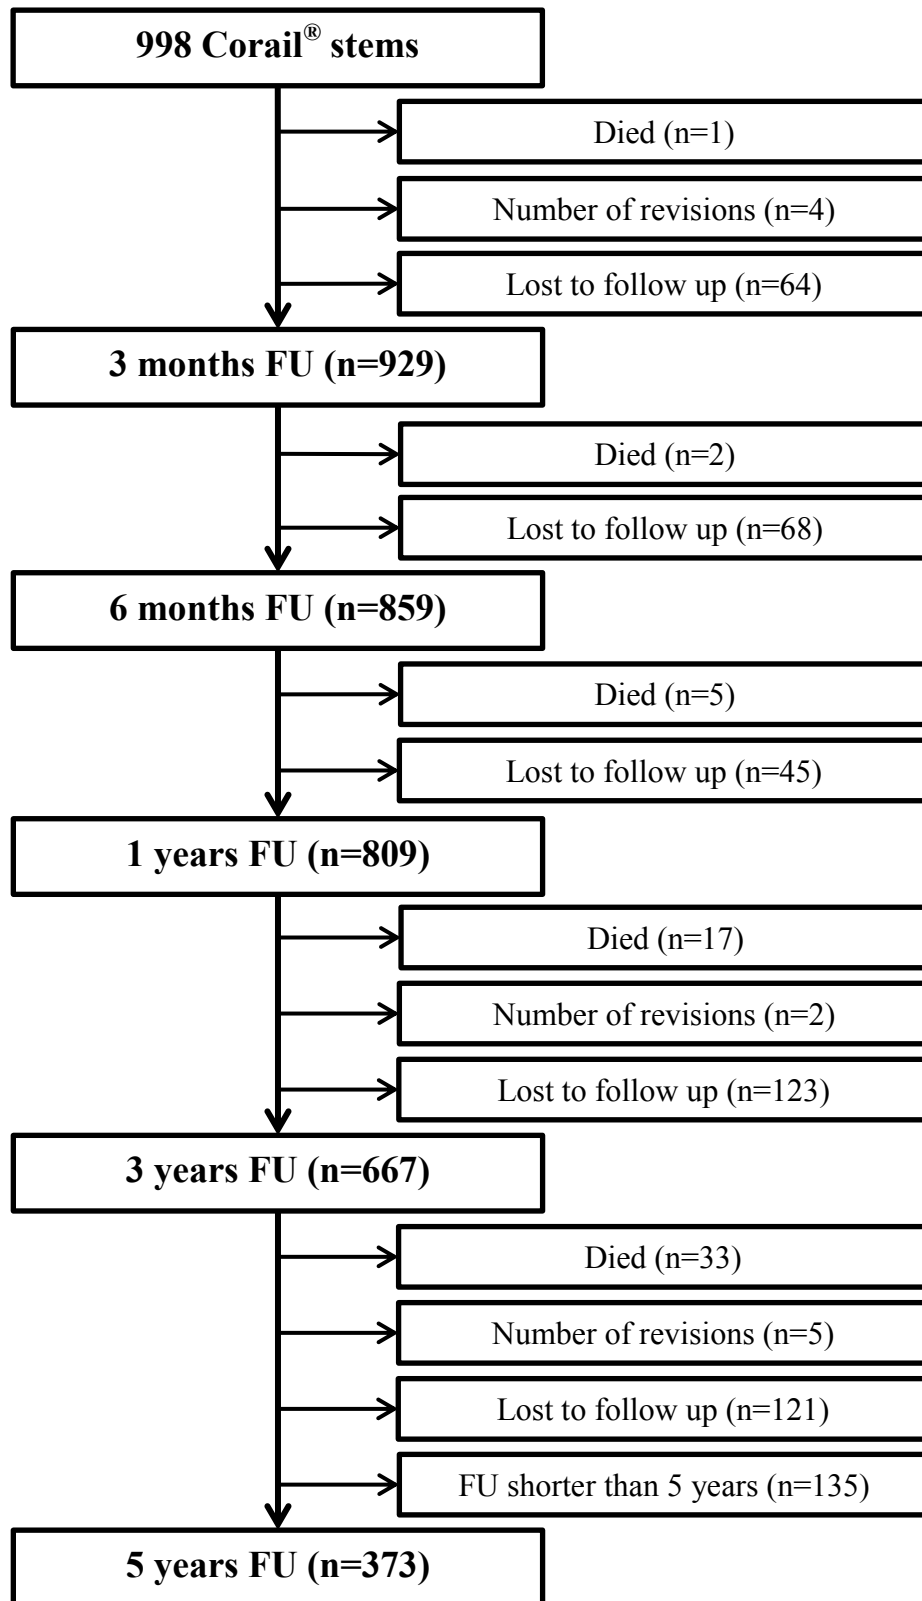 998 Corail® stems
Died (n=1)
Number of revisions (n=4)
Lost to follow up (n=64)
3 months FU (n=929)
Died (n=2)
Lost to follow up (n=68)
6 months FU (n=859)
Died (n=5)
Lost to follow up (n=45)
1 years FU (n=809)
Died (n=17)
Number of revisions (n=2)
Lost to follow up (n=123)
3 years FU (n=667)
Died (n=33)
Number of revisions (n=5)
Lost to follow up (n=121)
FU shorter than 5 years (n=135)
5 years FU (n=373)